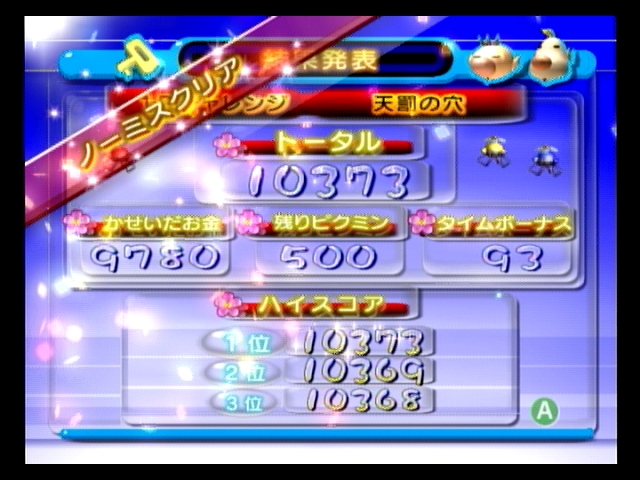 結果発表
ノーミスクリア
チャレンジ 天罰の穴
トータル
10373
かせいだお金 残りピクミン タイムボーナス
9780 500 93
ハイスコア
1位 10373
2位 10369
3位 10368
A